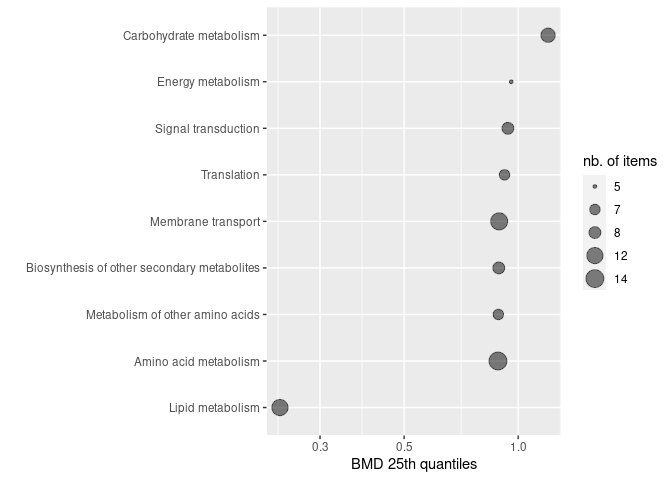 Carbohydrate metabolism
Energy metabolism
Signal transduction
Translation
Membrane transport
Biosynthesis of other secondary metabolites
Metabolism of other amino acids
Amino acid metabolism
Lipid metabolism
0.3 0.5 1.0
BMD 25th quantiles
nb. of items
5
7
8
12
14